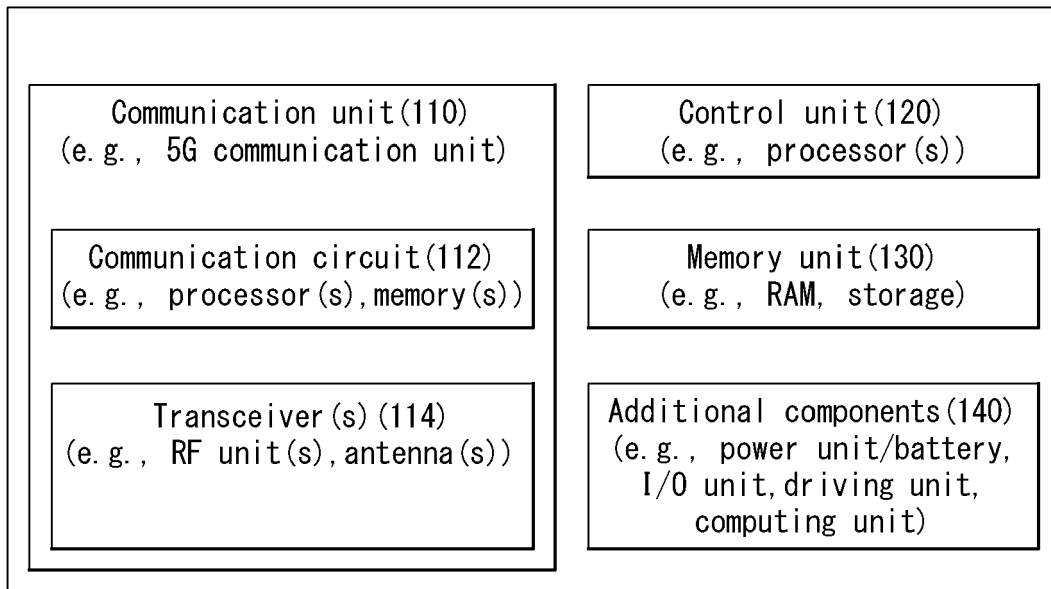 Communication unit(110)
(e.g., 5G communication unit)
Communication circuit(112)
(e.g., processor(s),memory(s))
Transceiver(s)(114)
(e.g., RF unit(s),antenna(s))
Control unit(120)
(e.g., processor(s))
Memory unit(130)
(e.g., RAM, storage)
Additional components(140)
(e.g., power unit/battery,
I/O unit,driving unit,
computing unit)